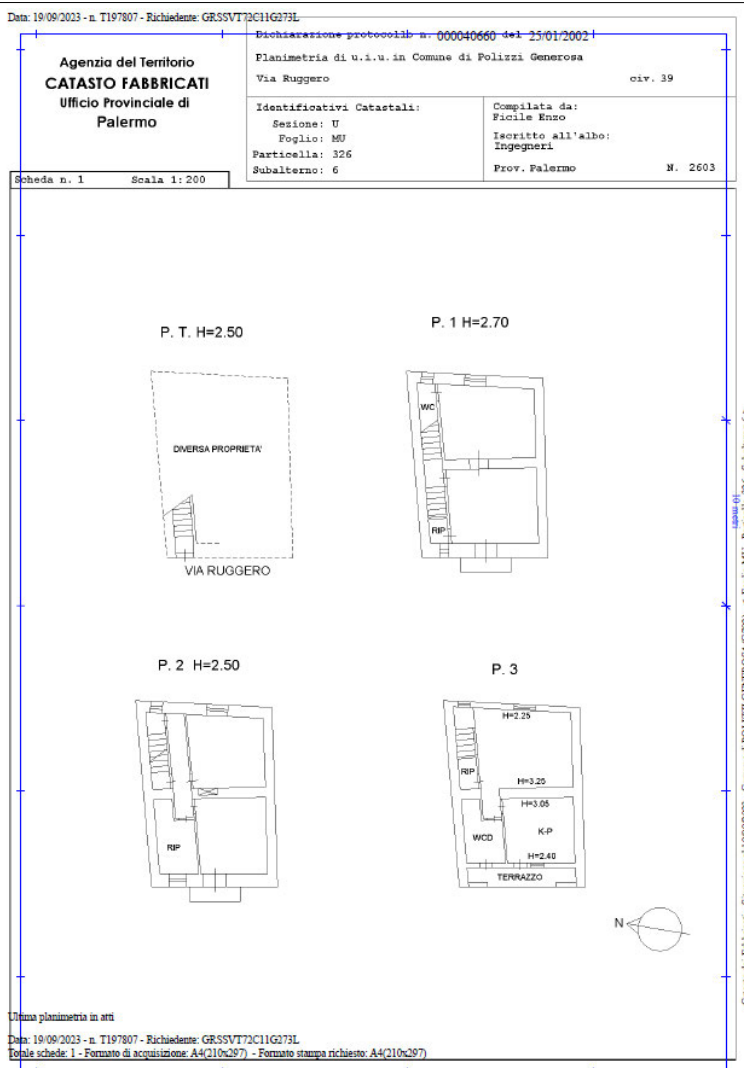 Data: 19/09/2023 - n. T197807 - Richiedente: GRSSVT72C11G273L
Agenzia del Territorio
CATASTO FABBRICATI
Ufficio Provinciale di
Palermo
Dichiarazione protocollo n. 000040660 del 25/01/2002
Planimetria di u.i.u. in Comune di Polizzi Generosa
Via Ruggero civ. 39
Identificativi Catastali:
Sezione: U
Foglio: MU
Particella: 326
Subalterno: 6
Compilata da:
Ficile Enzo
Iscritto all'albo:
Ingegneri
Prov. Palermo N. 2603
Scheda n. 1 Scala 1:200
P. T. H=2.50
P. 1 H=2.70
DIVERSA PROPRIETA'
VIA RUGGERO
WC
RIP
P. 2 H=2.50
P. 3
RIP
H=2.25
RIP
H=3.25
H=3.05
WCD
K-P
H=2.40
TERRAZZO
N
10 metri
Ultima planimetria in atti
Data: 19/09/2023 - n. T197807 - Richiedente: GRSSVT72C11G273L
Totale schede: 1 - Formato di acquisizione: A4(210x297) - Formato stampa richiesto: A4(210x297)